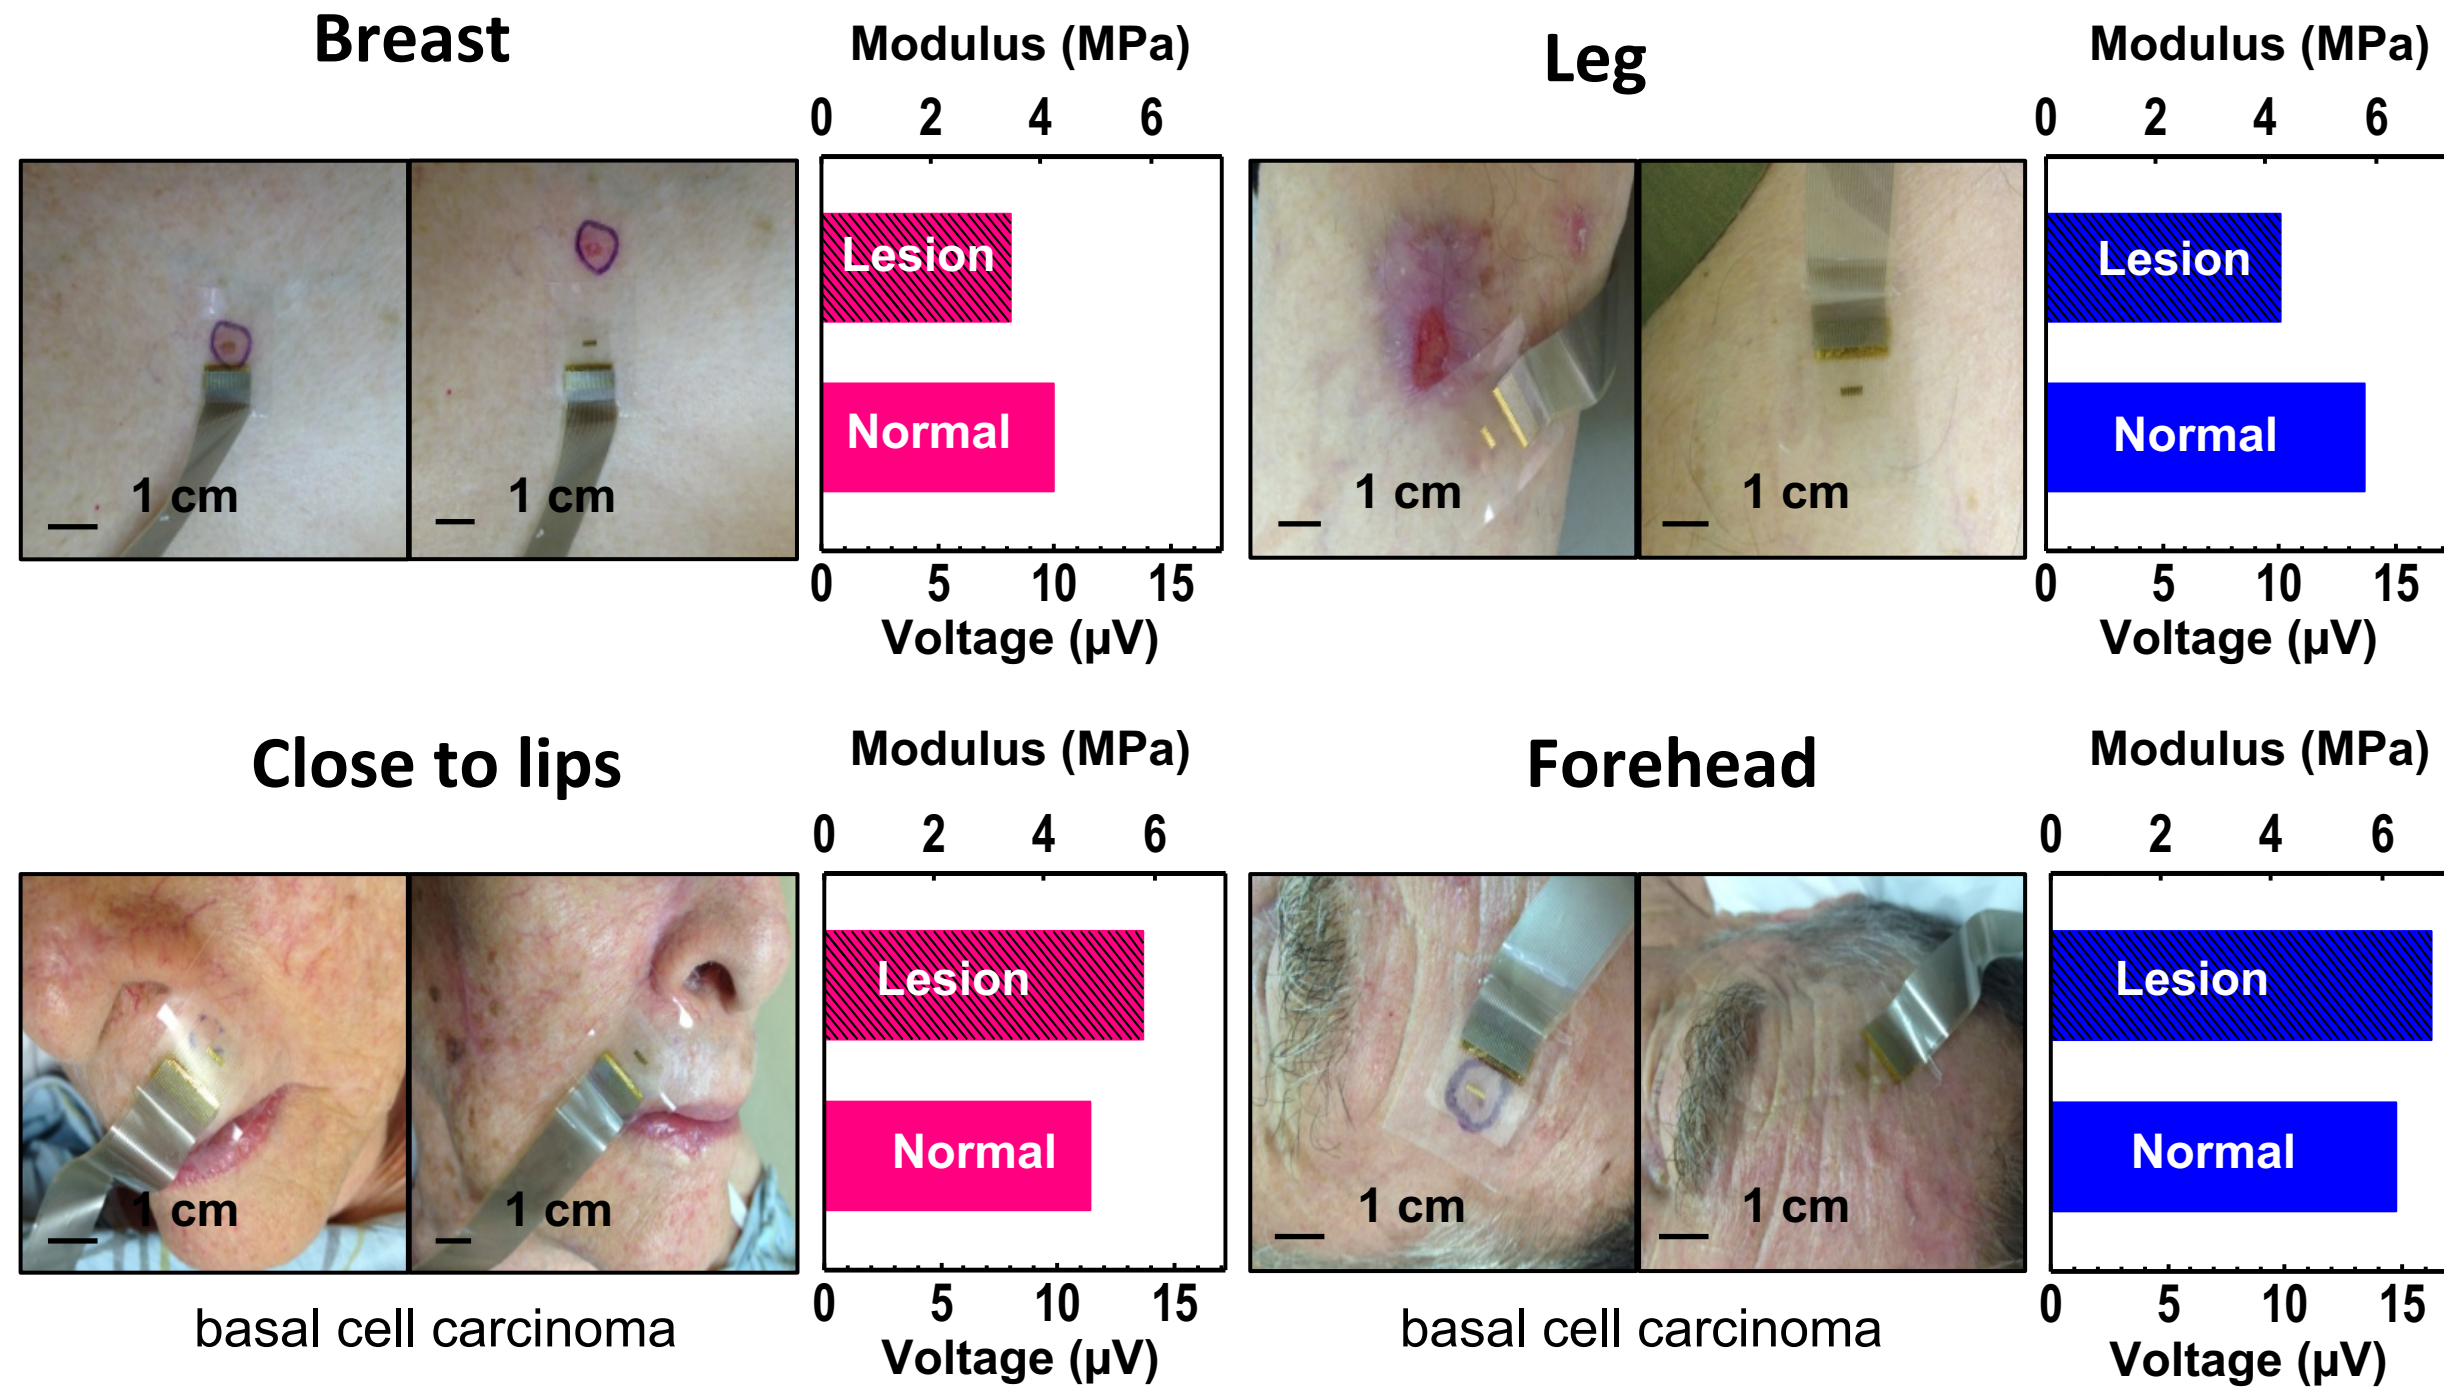 Breast
Modulus (MPa)
0 2 4 6
Lesion
Normal
1 cm
1 cm
0 5 10 15
Voltage (µV)
Leg
Modulus (MPa)
0 2 4 6
Lesion
Normal
1 cm
1 cm
0 5 10 15
Voltage (µV)
Close to lips
Modulus (MPa)
0 2 4 6
Lesion
Normal
1 cm
1 cm
0 5 10 15
basal cell carcinoma
Voltage (µV)
Forehead
Modulus (MPa)
0 2 4 6
Lesion
Normal
1 cm
1 cm
0 5 10 15
basal cell carcinoma
Voltage (µV)